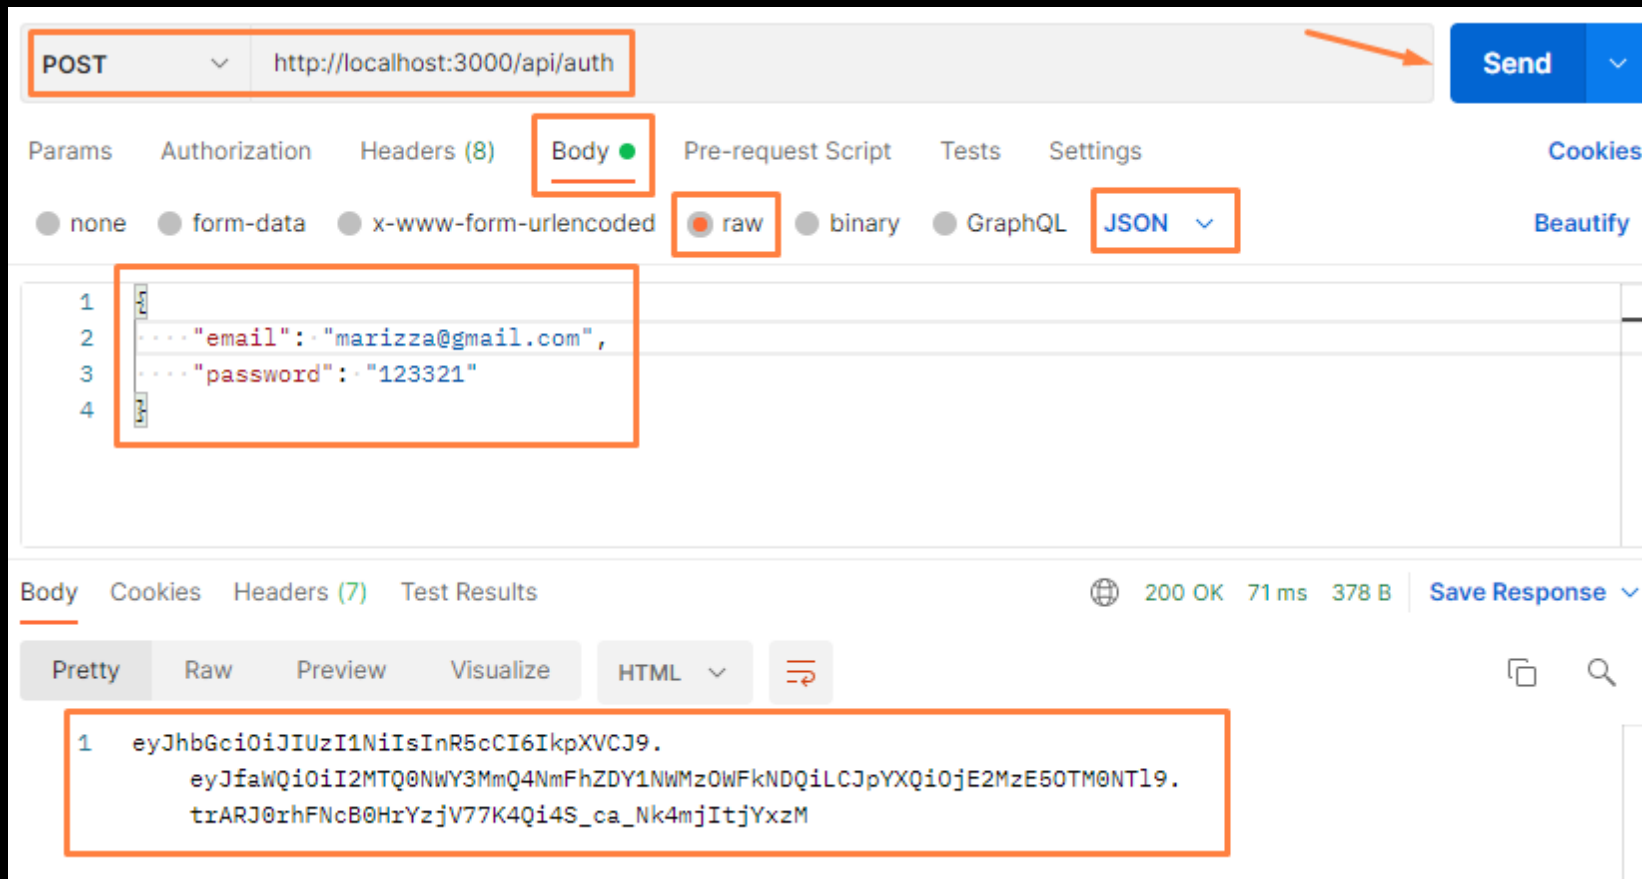 POST http://localhost:3000/api/auth Send
Params Authorization Headers (8) Body Pre-request Script Tests Settings Cookies
none form-data x-www-form-urlencoded raw binary GraphQL JSON Beautify
1 {
2 "email": "marizza@gmail.com",
3 "password": "123321"
4 }
Body Cookies Headers (7) Test Results 200 OK 71 ms 378 B Save Response
Pretty Raw Preview Visualize HTML
1 eyJhbGciOiJIUzI1NiIsInR5cCI6IkpXVCJ9.
eyJfaWQiOiI2MTQ0NWY3MmQ4NmFhZDY1NWMzOWFkNDQiLCJpYXQiOjE2MzE5OTM0NTl9.
trARJ0rhFNcB0HrYzjV77K4Qi4S_ca_Nk4mjItjYxzM